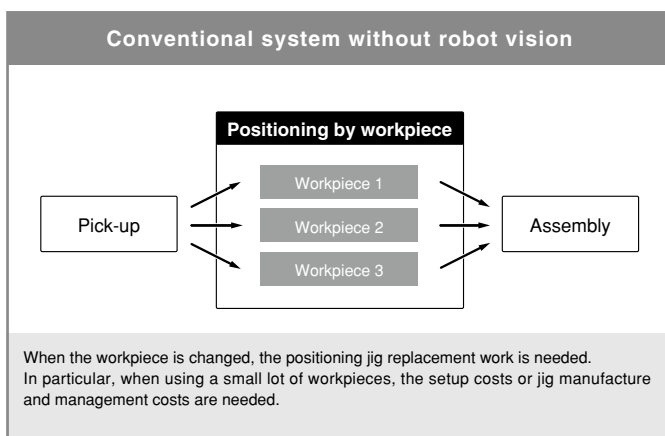 Conventional system without robot vision
Positioning by workpiece
Workpiece 1
Pick-up
Workpiece 2
Assembly
Workpiece 3
When the workpiece is changed, the positioning jig replacement work is needed.
In particular, when using a small lot of workpieces, the setup costs or jig manufacture
and management costs are needed.